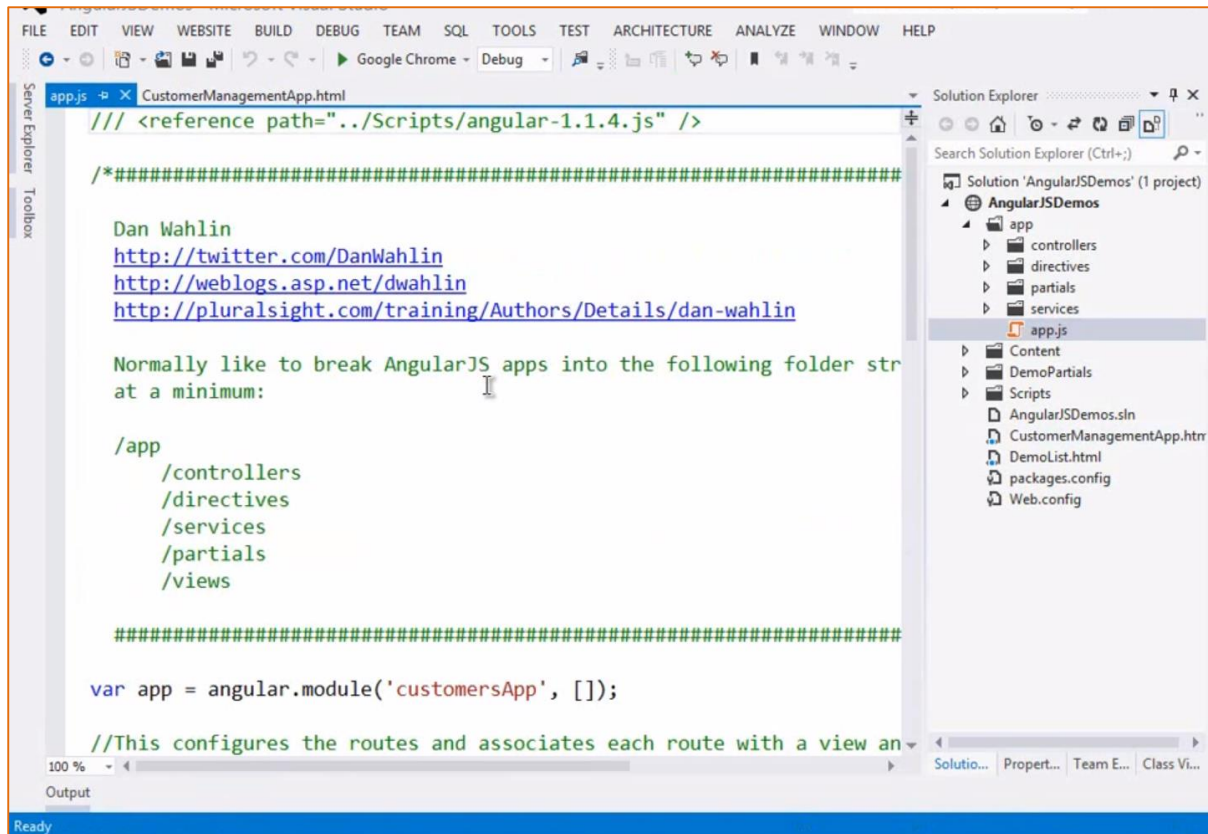 AngularJSDemos - Microsoft Visual Studio
FILE EDIT VIEW WEBSITE BUILD DEBUG TEAM SQL TOOLS TEST ARCHITECTURE ANALYZE WINDOW HELP
Google Chrome Debug
Server Explorer
Toolbox
app.js CustomerManagementApp.html
/// <reference path="../Scripts/angular-1.1.4.js" />
/*###################################################################
Dan Wahlin
http://twitter.com/DanWahlin
http://weblogs.asp.net/dwahlin
http://pluralsight.com/training/Authors/Details/dan-wahlin
Normally like to break AngularJS apps into the following folder str
at a minimum:
/app
/controllers
/directives
/services
/partials
/views
###################################################################
var app = angular.module('customersApp', []);
//This configures the routes and associates each route with a view an
100 %
Output
Ready
Solution Explorer
Search Solution Explorer (Ctrl+;)
Solution 'AngularJSDemos' (1 project)
AngularJSDemos
app
controllers
directives
partials
services
app.js
Content
DemoPartials
Scripts
AngularJSDemos.sln
CustomerManagementApp.htm
DemoList.html
packages.config
Web.config
Solutio... Propert... Team E... Class Vi...